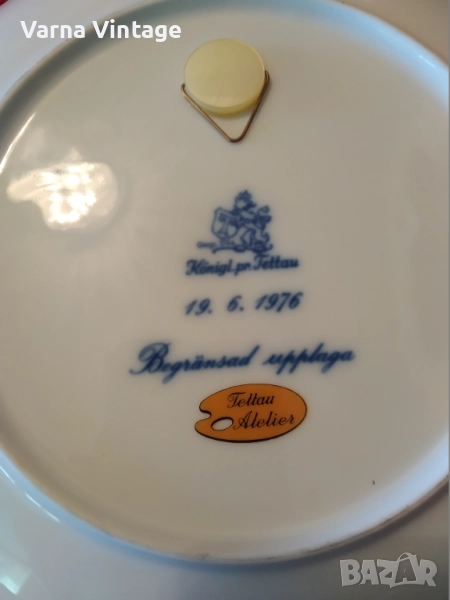 Varna Vintage
Königl.pr.Tettau
19. 6. 1976
Begränsad upplaga
Tettau
Atelier
BAZAR